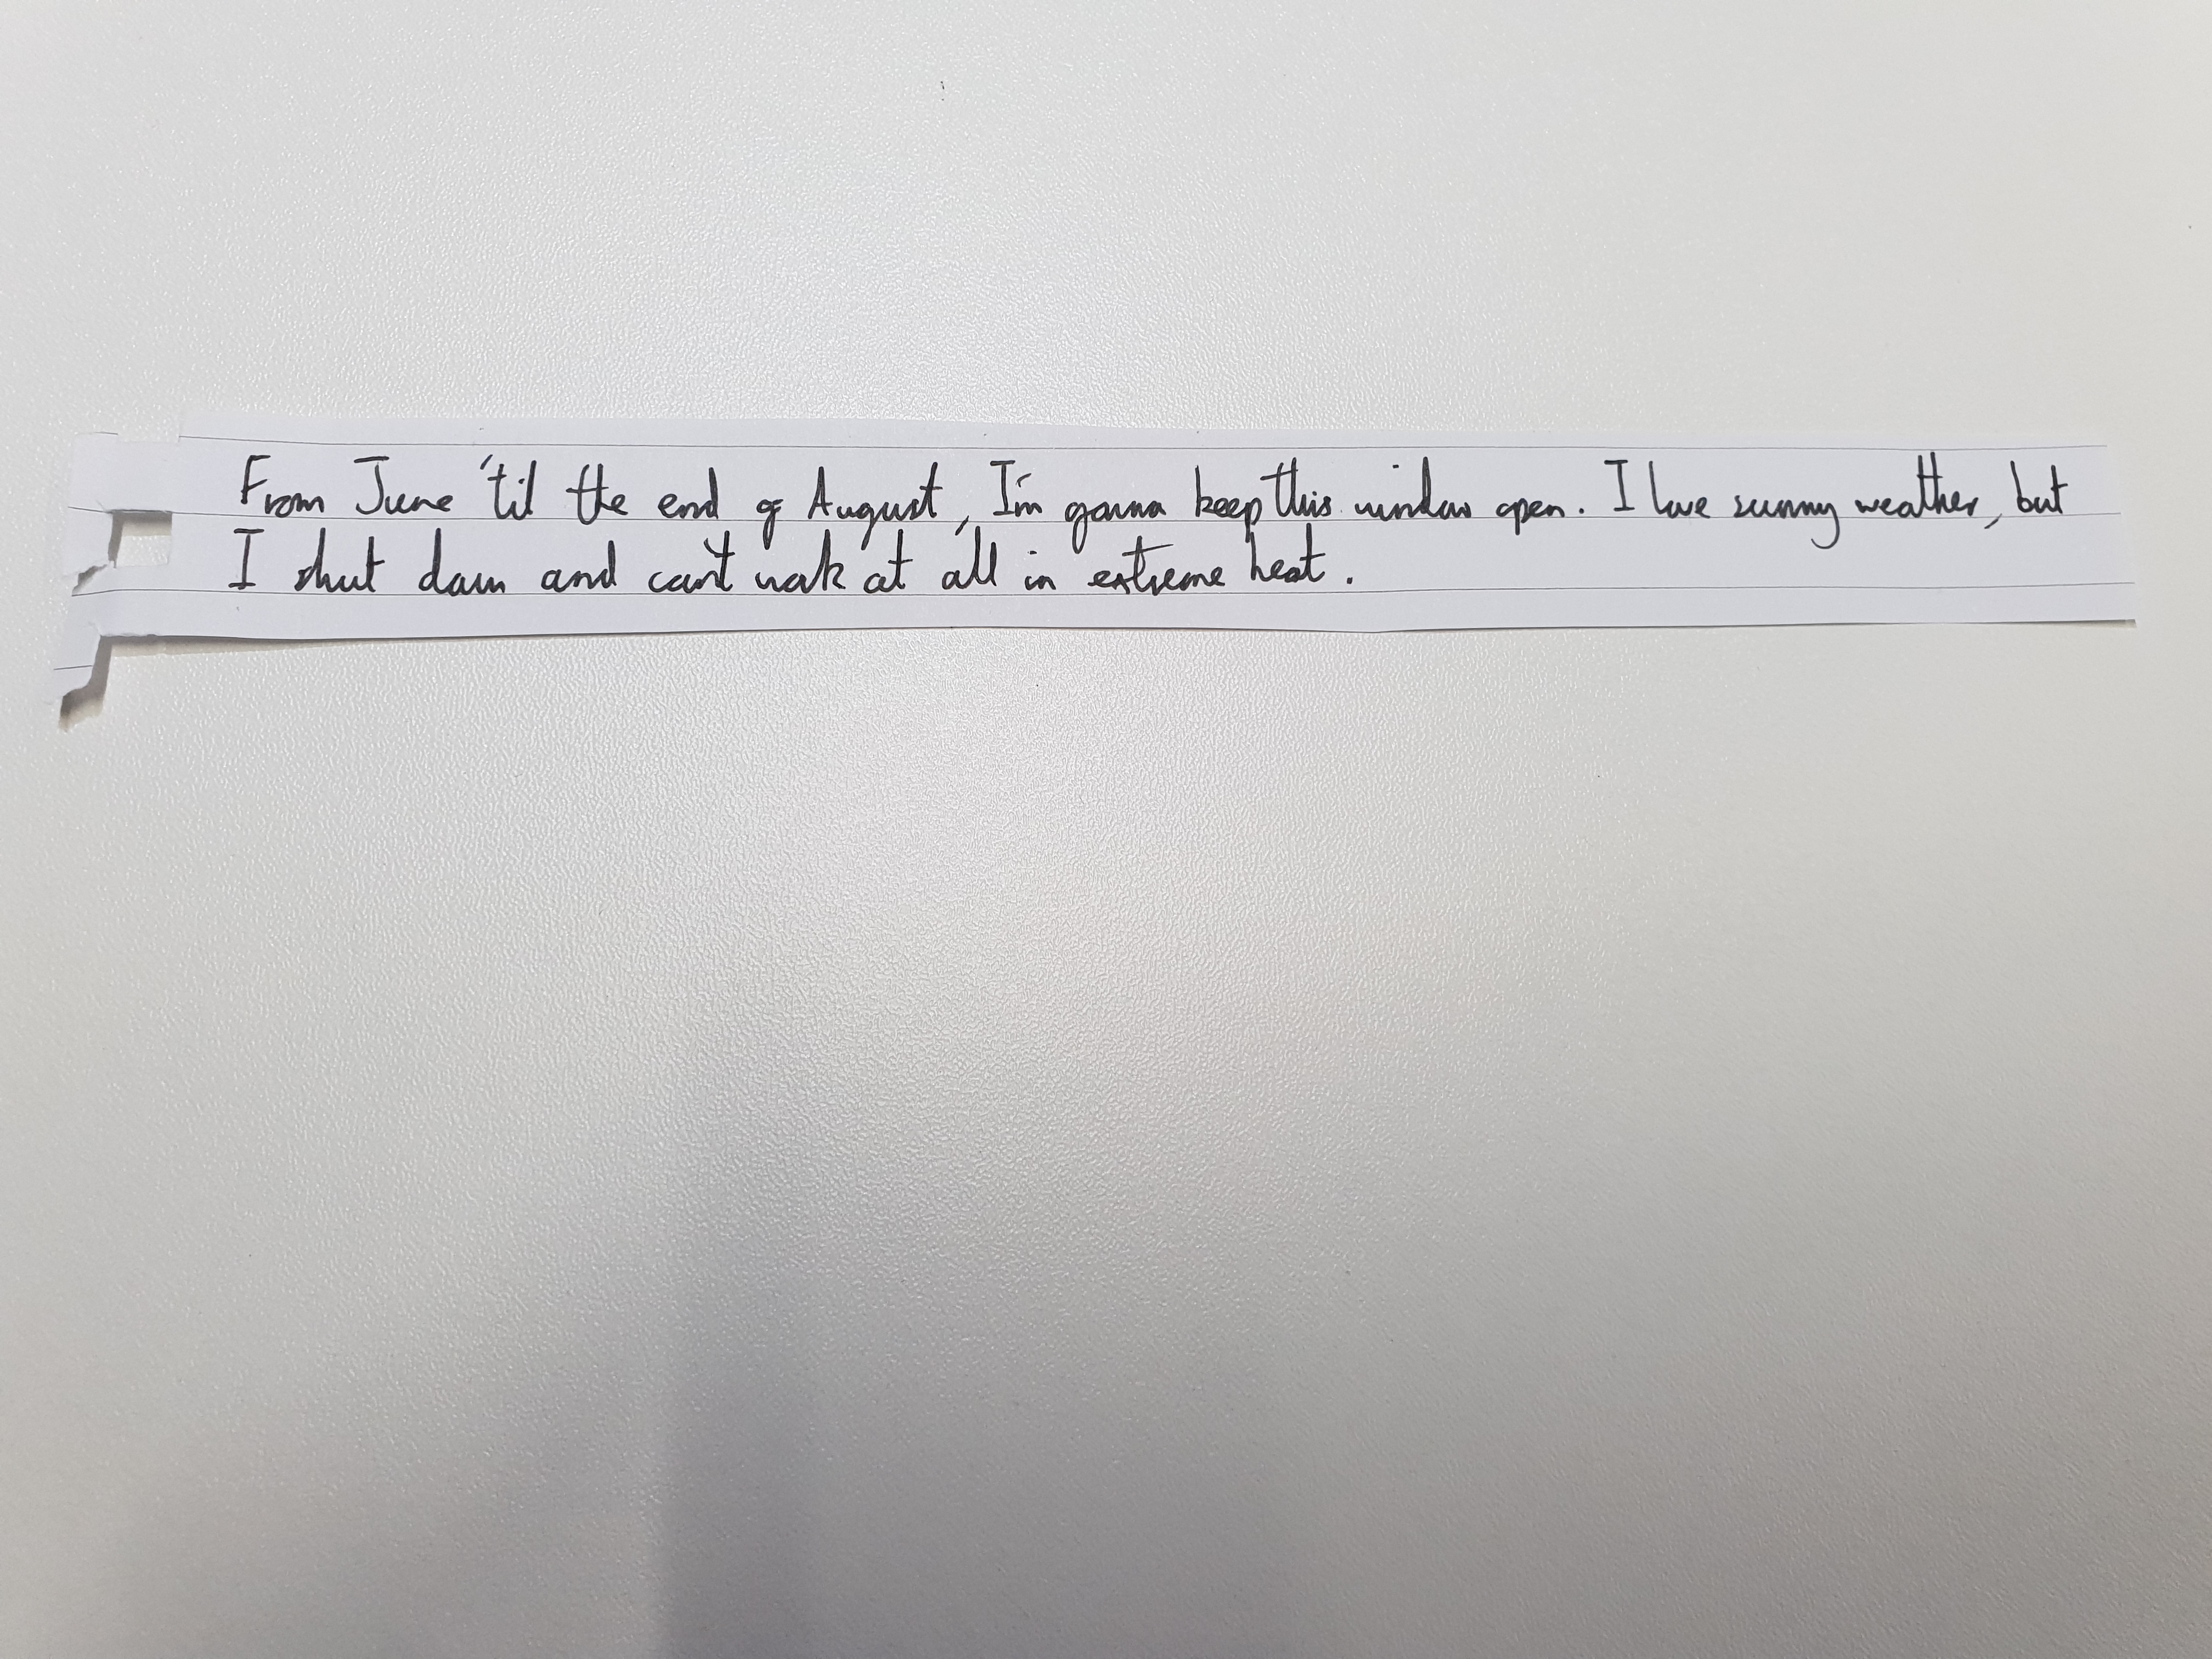 From June 'til the end of August, I'm gonna keep this window open. I love sunny weather, but
I shut down and can't work at all in extreme heat.